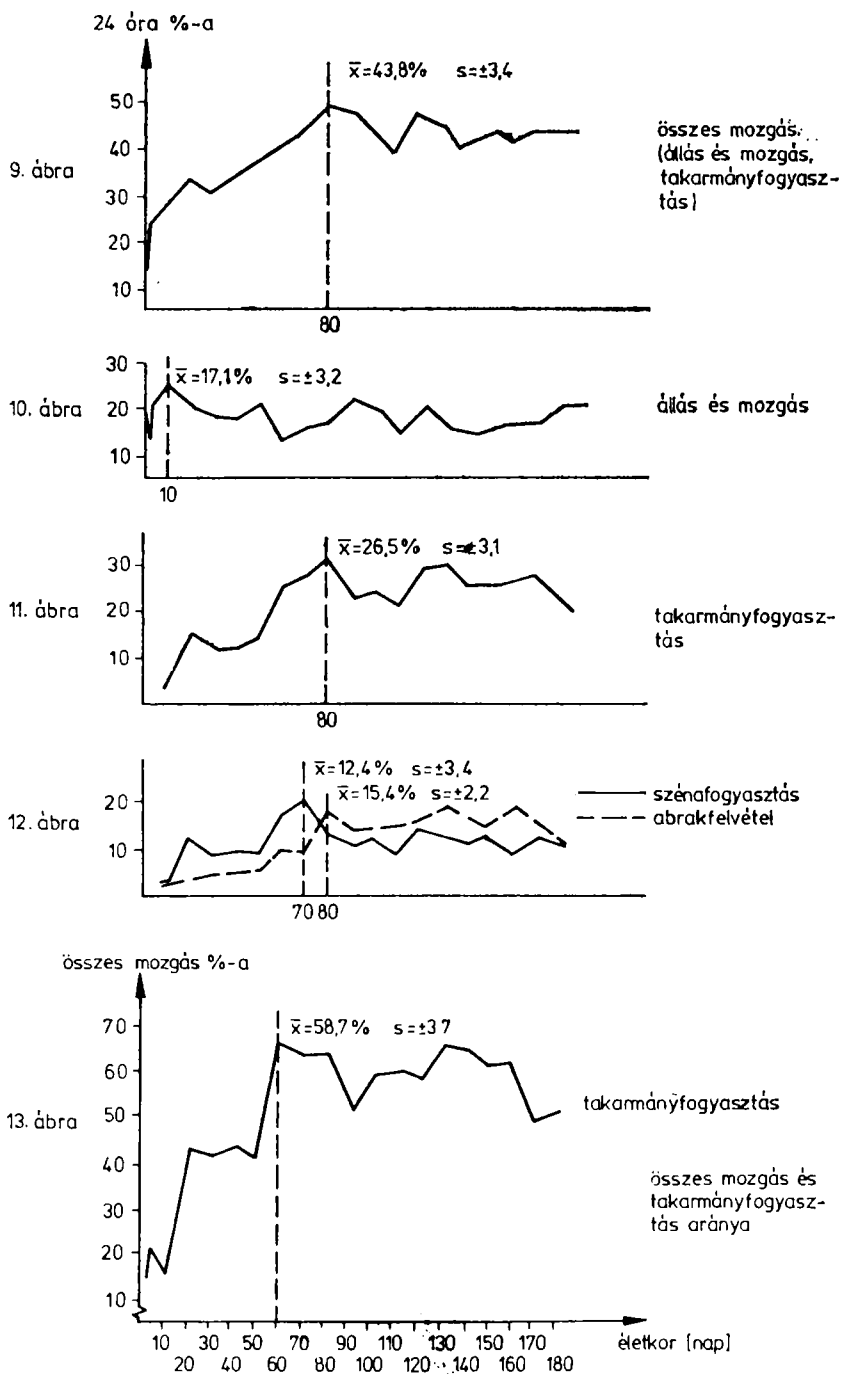 24 óra %-a
x̄=43,8% s=±3,4
50
40
30
20
10
80
9. ábra
összes mozgás.
(állás és mozgás,
takarmányfogyasz-
tás)
30
20
10
x̄=17,1% s=±3,2
10
10. ábra
állás és mozgás
30
20
10
x̄=26,5% s=±3,1
80
11. ábra
takarmányfogyasz-
tás
20
10
x̄=12,4% s=±3,4
x̄=15,4% s=±2,2
70 80
12. ábra
szénafogyasztás
abrakfelvétel
összes mozgás %-a
x̄=58,7% s=±3 7
70
60
50
40
30
20
10
13. ábra
takarmányfogyasztás
összes mozgás és
takarmányfogyasz-
tás aránya
10 30 50 70 90 110 130 150 170
20 40 60 80 100 120 140 160 180
életkor [nap]